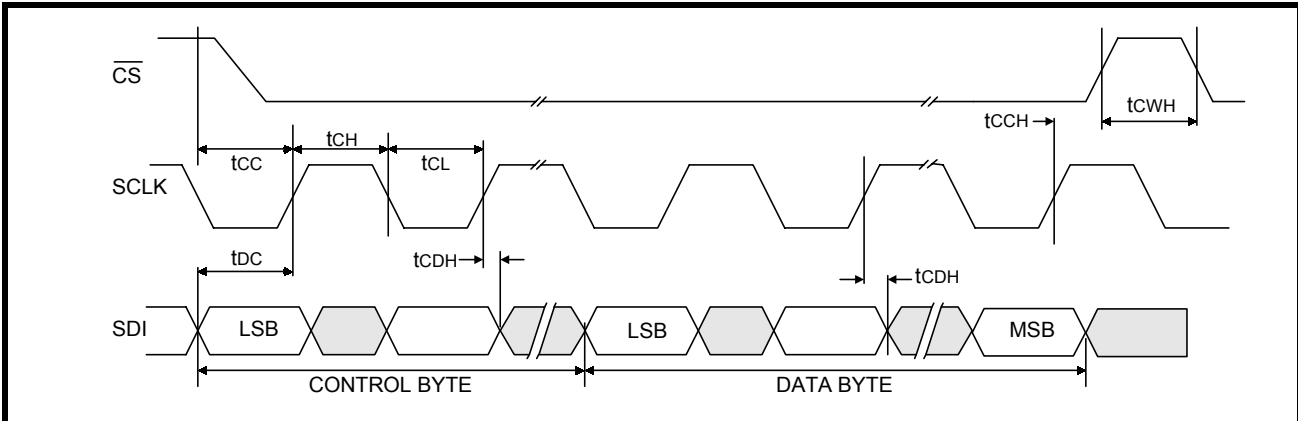 CS
tCWH
tCCH
tCH
tCC
tCL
SCLK
tDC
tCDH
tCDH
SDI
LSB
LSB
MSB
CONTROL BYTE
DATA BYTE